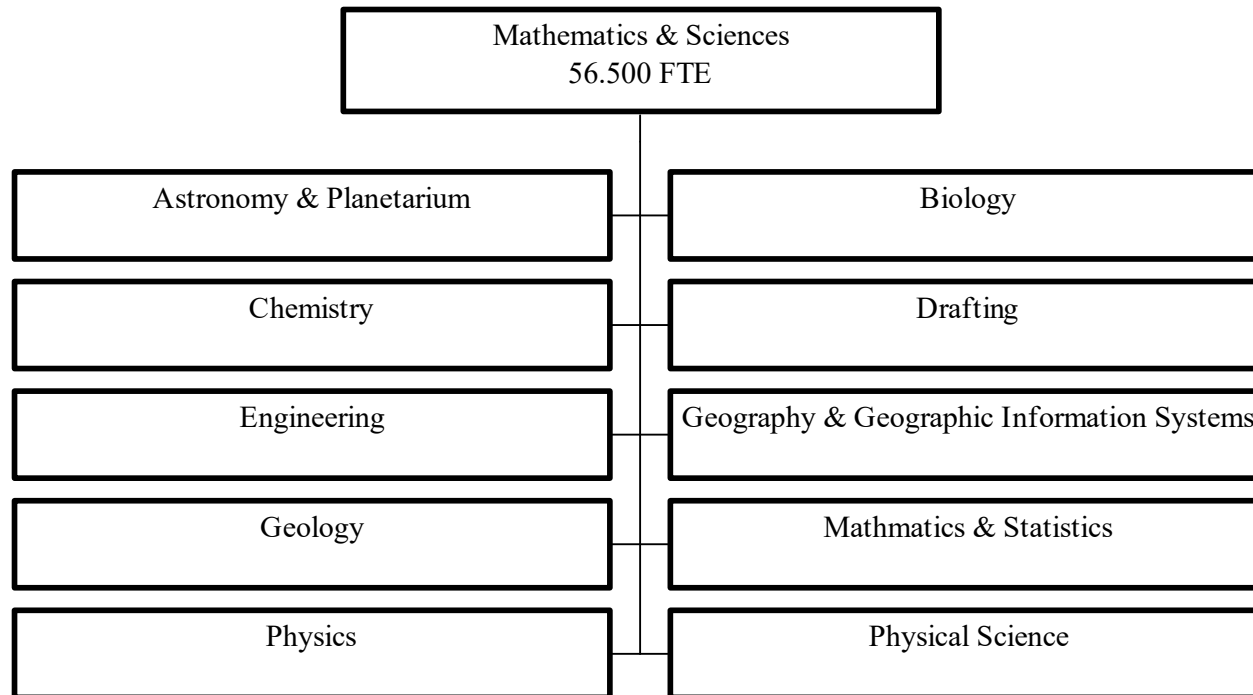 Mathematics & Sciences
56.500 FTE
Astronomy & Planetarium
Biology
Chemistry
Drafting
Engineering
Geography & Geographic Information Systems
Geology
Mathmatics & Statistics
Physics
Physical Science